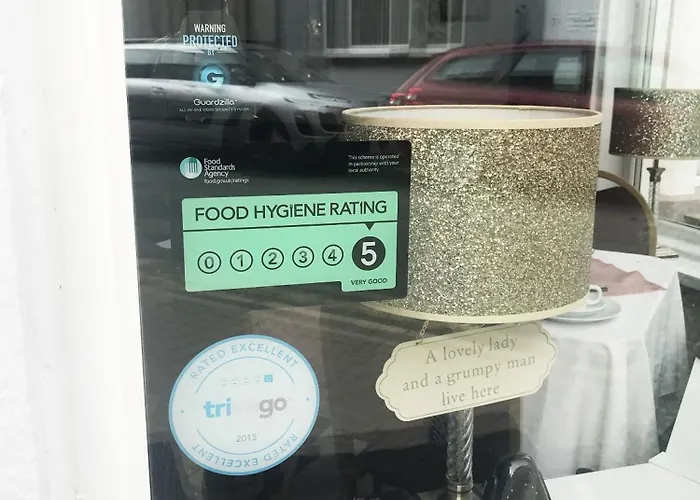 WARNING
PROTECTED
BY
G
Guardzilla
Food
Standards
Agency
food.gov.uk/ratings
This scheme is operated
in partnership with your
local authority
FOOD HYGIENE RATING
0 1 2 3 4 5
VERY GOOD
RATED EXCELLENT
trivago
2015
RATED EXCELLENT
A lovely lady
and a grumpy man
live here